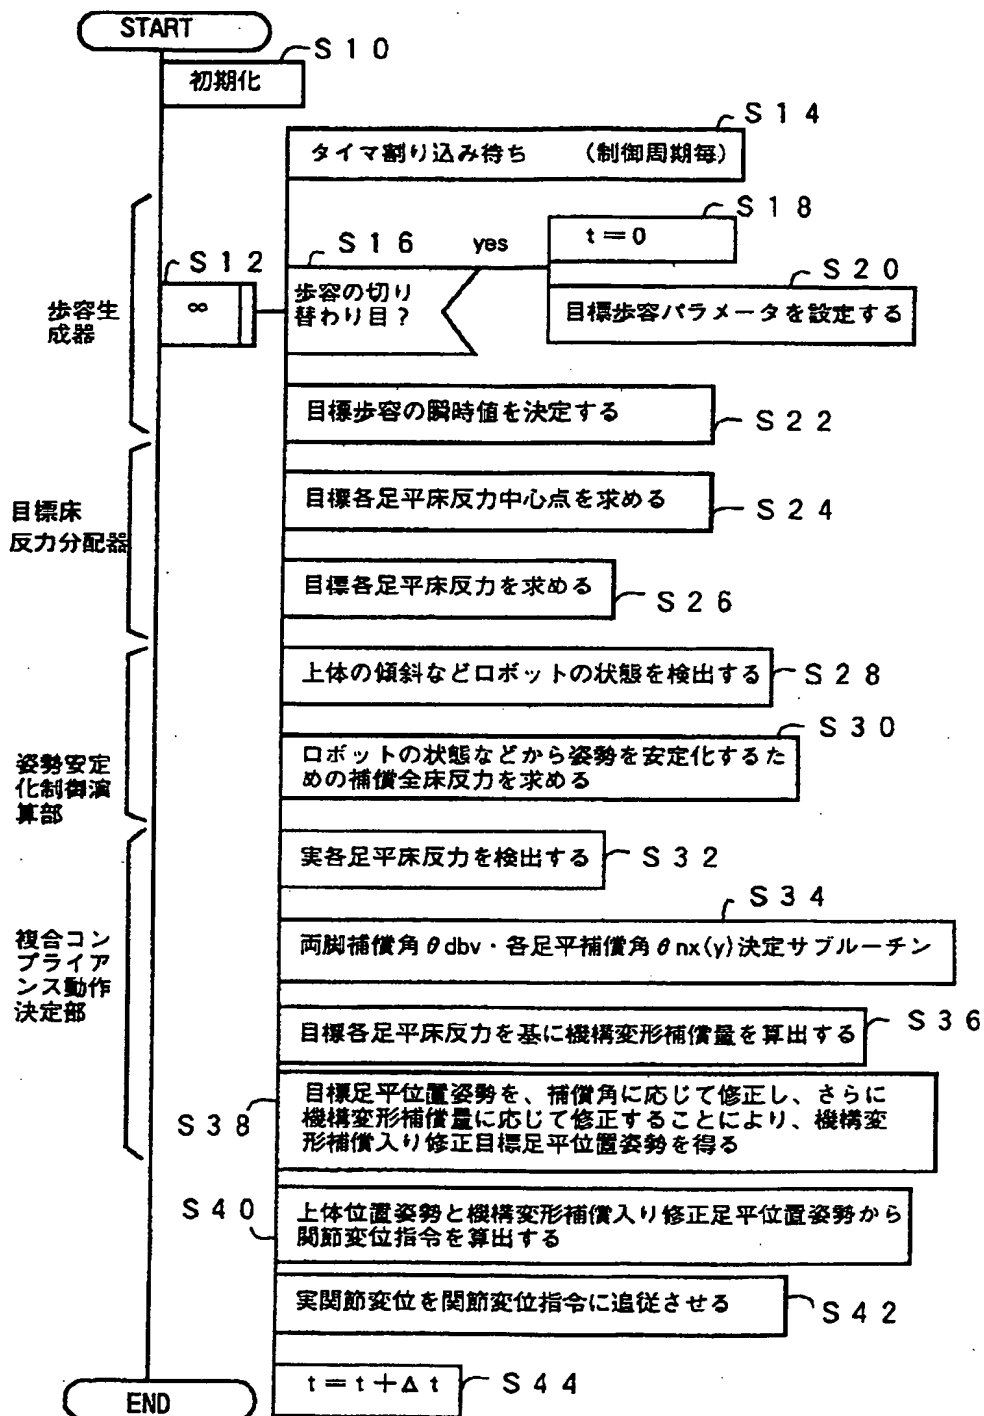 START
S10
初期化
S14
タイマ割り込み待ち (制御周期毎)
S18
t=0
S16
yes
S12
∞
歩容の切り
替わり目?
S20
目標歩容パラメータを設定する
歩容生
成器
目標歩容の瞬時値を決定する
S22
目標床
反力分配器
目標各足平床反力中心点を求める
S24
目標各足平床反力を求める
S26
上体の傾斜などロボットの状態を検出する
S28
S30
姿勢安定
化制御演
算部
ロボットの状態などから姿勢を安定化するた
めの補償全床反力を求める
実各足平床反力を検出する
S32
S34
複合コン
プライア
ンス動作
決定部
両脚補償角θdbv・各足平補償角θnx(y)決定サブルーチン
目標各足平床反力を基に機構変形補償量を算出する
S36
S38
目標足平位置姿勢を、補償角に応じて修正し、さらに
機構変形補償量に応じて修正することにより、機構変
形補償入り修正目標足平位置姿勢を得る
S40
上体位置姿勢と機構変形補償入り修正足平位置姿勢から
関節変位指令を算出する
実関節変位を関節変位指令に追従させる
S42
t=t+Δt
S44
END